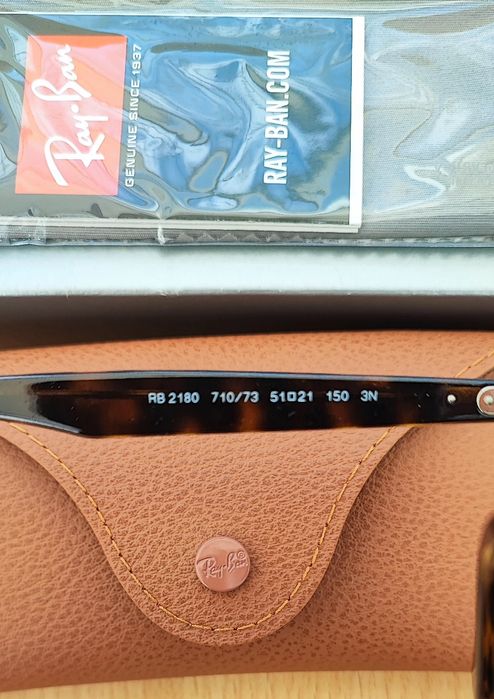 Ray-Ban
GENUINE SINCE 1937
RAY-BAN.COM
RB 2180 710/73 51□21 150 3N
Ray-Ban